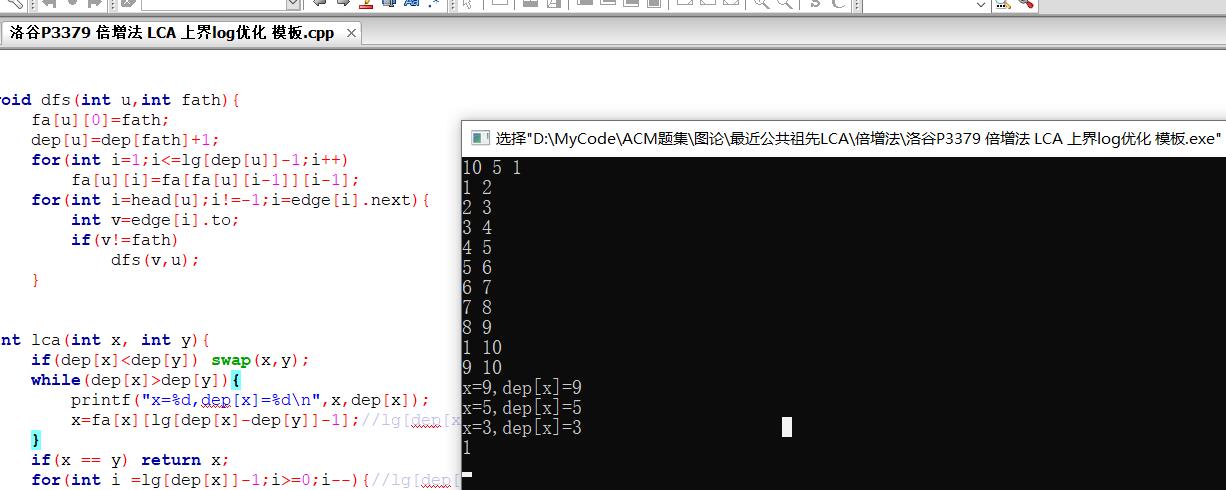 洛谷P3379 倍增法 LCA 上界log优化 模板.cpp
oid dfs(int u,int fath){
fa[u][0]=fath;
dep[u]=dep[fath]+1;
for(int i=1;i<=lg[dep[u]]-1;i++)
fa[u][i]=fa[fa[u][i-1]][i-1];
for(int i=head[u];i!=-1;i=edge[i].next){
int v=edge[i].to;
if(v!=fath)
dfs(v,u);
}
nt lca(int x, int y){
if(dep[x]<dep[y]) swap(x,y);
while(dep[x]>dep[y]){
printf("x=%d,dep[x]=%d\n",x,dep[x]);
x=fa[x][lg[dep[x]-dep[y]]-1];//lg[dep[x
}
if(x == y) return x;
for(int i =lg[dep[x]]-1;i>=0;i--){//lg[dep[
选择"D:\MyCode\ACM题集\图论\最近公共祖先LCA\倍增法\洛谷P3379 倍增法 LCA 上界log优化 模板.exe"
10 5 1
1 2
2 3
3 4
4 5
5 6
6 7
7 8
8 9
1 10
9 10
x=9,dep[x]=9
x=5,dep[x]=5
x=3,dep[x]=3
1